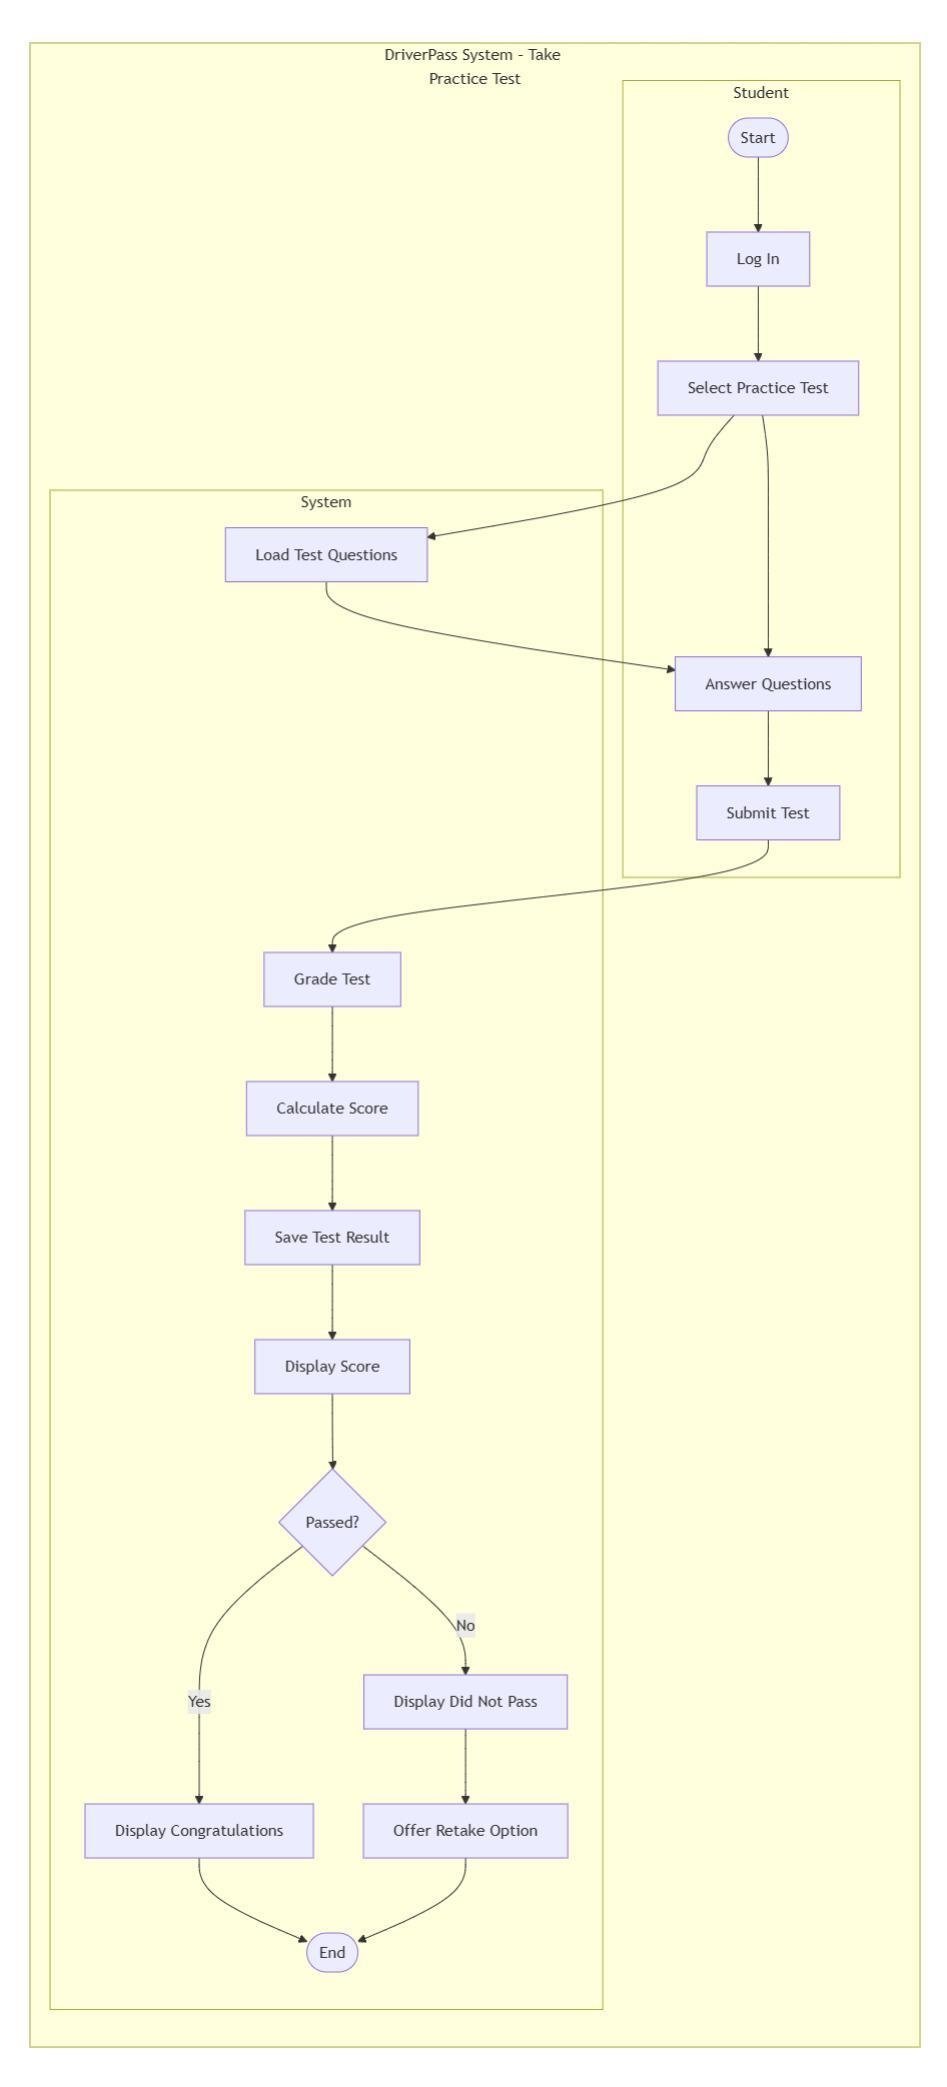 DriverPass System - Take
Practice Test
Student
Start
Log In
Select Practice Test
System
Load Test Questions
Answer Questions
Submit Test
Grade Test
Calculate Score
Save Test Result
Display Score
Passed?
No
Yes
Display Did Not Pass
Display Congratulations
Offer Retake Option
End